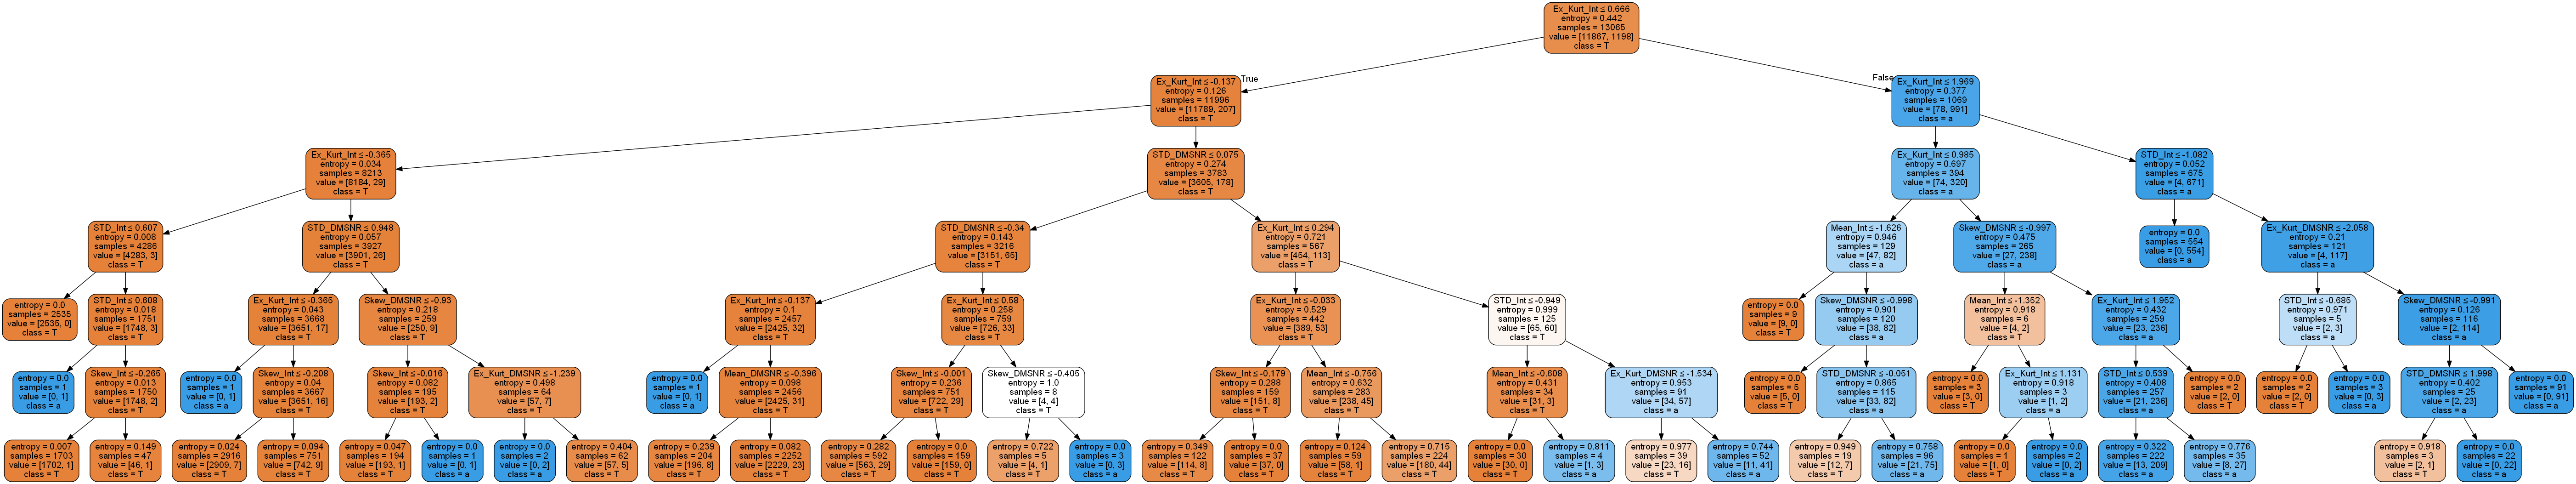 Ex_Kurt_Int ≤ 0.666
entropy = 0.442
samples = 13065
value = [11867, 1198]
class = T
True
False
Ex_Kurt_Int ≤ -0.137
entropy = 0.126
samples = 11996
value = [11789, 207]
class = T
Ex_Kurt_Int ≤ 1.969
entropy = 0.377
samples = 1069
value = [78, 991]
class = a
Ex_Kurt_Int ≤ -0.365
entropy = 0.034
samples = 8213
value = [8184, 29]
class = T
STD_DMSNR ≤ 0.075
entropy = 0.274
samples = 3783
value = [3605, 178]
class = T
Ex_Kurt_Int ≤ 0.985
entropy = 0.697
samples = 394
value = [74, 320]
class = a
STD_Int ≤ -1.082
entropy = 0.052
samples = 675
value = [4, 671]
class = a
STD_Int ≤ 0.607
entropy = 0.008
samples = 4286
value = [4283, 3]
class = T
STD_DMSNR ≤ 0.948
entropy = 0.057
samples = 3927
value = [3901, 26]
class = T
STD_DMSNR ≤ -0.34
entropy = 0.143
samples = 3216
value = [3151, 65]
class = T
Ex_Kurt_Int ≤ 0.294
entropy = 0.721
samples = 567
value = [454, 113]
class = T
Mean_Int ≤ -1.626
entropy = 0.946
samples = 129
value = [47, 82]
class = a
Skew_DMSNR ≤ -0.997
entropy = 0.475
samples = 265
value = [27, 238]
class = a
entropy = 0.0
samples = 554
value = [0, 554]
class = a
Ex_Kurt_DMSNR ≤ -2.058
entropy = 0.21
samples = 121
value = [4, 117]
class = a
entropy = 0.0
samples = 2535
value = [2535, 0]
class = T
STD_Int ≤ 0.608
entropy = 0.018
samples = 1751
value = [1748, 3]
class = T
Ex_Kurt_Int ≤ -0.365
entropy = 0.043
samples = 3668
value = [3651, 17]
class = T
Skew_DMSNR ≤ -0.93
entropy = 0.218
samples = 259
value = [250, 9]
class = T
Ex_Kurt_Int ≤ -0.137
entropy = 0.1
samples = 2457
value = [2425, 32]
class = T
Ex_Kurt_Int ≤ 0.58
entropy = 0.258
samples = 759
value = [726, 33]
class = T
Ex_Kurt_Int ≤ -0.033
entropy = 0.529
samples = 442
value = [389, 53]
class = T
STD_Int ≤ -0.949
entropy = 0.999
samples = 125
value = [65, 60]
class = T
entropy = 0.0
samples = 9
value = [9, 0]
class = T
Skew_DMSNR ≤ -0.998
entropy = 0.901
samples = 120
value = [38, 82]
class = a
Mean_Int ≤ -1.352
entropy = 0.918
samples = 6
value = [4, 2]
class = T
Ex_Kurt_Int ≤ 1.952
entropy = 0.432
samples = 259
value = [23, 236]
class = a
STD_Int ≤ -0.685
entropy = 0.971
samples = 5
value = [2, 3]
class = a
Skew_DMSNR ≤ -0.991
entropy = 0.126
samples = 116
value = [2, 114]
class = a
entropy = 0.0
samples = 1
value = [0, 1]
class = a
Skew_Int ≤ -0.265
entropy = 0.013
samples = 1750
value = [1748, 2]
class = T
entropy = 0.0
samples = 1
value = [0, 1]
class = a
Skew_Int ≤ -0.208
entropy = 0.04
samples = 3667
value = [3651, 16]
class = T
Skew_Int ≤ -0.016
entropy = 0.082
samples = 195
value = [193, 2]
class = T
Ex_Kurt_DMSNR ≤ -1.239
entropy = 0.498
samples = 64
value = [57, 7]
class = T
entropy = 0.0
samples = 1
value = [0, 1]
class = a
Mean_DMSNR ≤ -0.396
entropy = 0.098
samples = 2456
value = [2425, 31]
class = T
Skew_Int ≤ -0.001
entropy = 0.236
samples = 751
value = [722, 29]
class = T
Skew_DMSNR ≤ -0.405
entropy = 1.0
samples = 8
value = [4, 4]
class = T
Skew_Int ≤ -0.179
entropy = 0.288
samples = 159
value = [151, 8]
class = T
Mean_Int ≤ -0.756
entropy = 0.632
samples = 283
value = [238, 45]
class = T
Mean_Int ≤ -0.608
entropy = 0.431
samples = 34
value = [31, 3]
class = T
Ex_Kurt_DMSNR ≤ -1.534
entropy = 0.953
samples = 91
value = [34, 57]
class = a
entropy = 0.0
samples = 5
value = [5, 0]
class = T
STD_DMSNR ≤ -0.051
entropy = 0.865
samples = 115
value = [33, 82]
class = a
entropy = 0.0
samples = 3
value = [3, 0]
class = T
Ex_Kurt_Int ≤ 1.131
entropy = 0.918
samples = 3
value = [1, 2]
class = a
STD_Int ≤ 0.539
entropy = 0.408
samples = 257
value = [21, 236]
class = a
entropy = 0.0
samples = 2
value = [2, 0]
class = T
entropy = 0.0
samples = 2
value = [2, 0]
class = T
entropy = 0.0
samples = 3
value = [0, 3]
class = a
STD_DMSNR ≤ 1.998
entropy = 0.402
samples = 25
value = [2, 23]
class = a
entropy = 0.0
samples = 91
value = [0, 91]
class = a
entropy = 0.007
samples = 1703
value = [1702, 1]
class = T
entropy = 0.149
samples = 47
value = [46, 1]
class = T
entropy = 0.024
samples = 2916
value = [2909, 7]
class = T
entropy = 0.094
samples = 751
value = [742, 9]
class = T
entropy = 0.047
samples = 194
value = [193, 1]
class = T
entropy = 0.0
samples = 1
value = [0, 1]
class = a
entropy = 0.0
samples = 2
value = [0, 2]
class = a
entropy = 0.404
samples = 62
value = [57, 5]
class = T
entropy = 0.239
samples = 204
value = [196, 8]
class = T
entropy = 0.082
samples = 2252
value = [2229, 23]
class = T
entropy = 0.282
samples = 592
value = [563, 29]
class = T
entropy = 0.0
samples = 159
value = [159, 0]
class = T
entropy = 0.722
samples = 5
value = [4, 1]
class = T
entropy = 0.0
samples = 3
value = [0, 3]
class = a
entropy = 0.349
samples = 122
value = [114, 8]
class = T
entropy = 0.0
samples = 37
value = [37, 0]
class = T
entropy = 0.124
samples = 59
value = [58, 1]
class = T
entropy = 0.715
samples = 224
value = [180, 44]
class = T
entropy = 0.0
samples = 30
value = [30, 0]
class = T
entropy = 0.811
samples = 4
value = [1, 3]
class = a
entropy = 0.977
samples = 39
value = [23, 16]
class = T
entropy = 0.744
samples = 52
value = [11, 41]
class = a
entropy = 0.949
samples = 19
value = [12, 7]
class = T
entropy = 0.758
samples = 96
value = [21, 75]
class = a
entropy = 0.0
samples = 1
value = [1, 0]
class = T
entropy = 0.0
samples = 2
value = [0, 2]
class = a
entropy = 0.322
samples = 222
value = [13, 209]
class = a
entropy = 0.776
samples = 35
value = [8, 27]
class = a
entropy = 0.918
samples = 3
value = [2, 1]
class = T
entropy = 0.0
samples = 22
value = [0, 22]
class = a